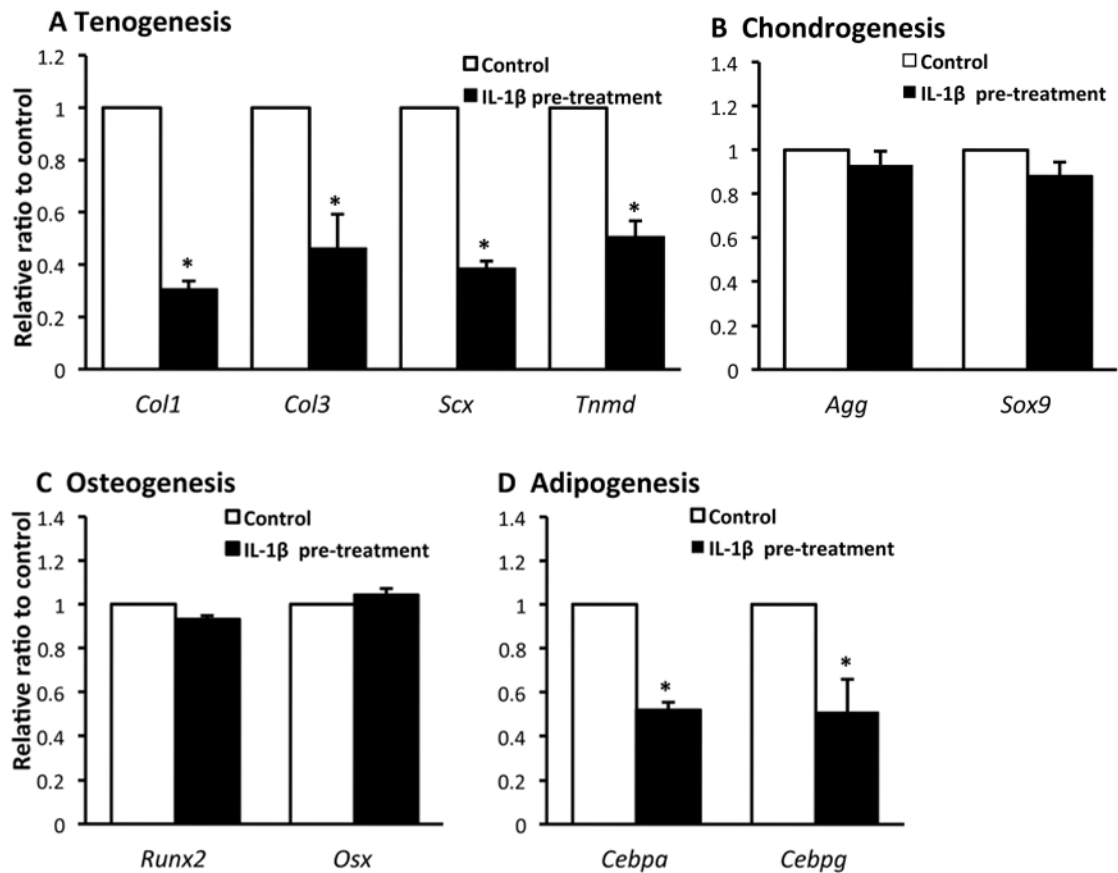 A Tenogenesis
Relative ratio to control
1.2
1
0.8
0.6
0.4
0.2
0
Control
IL-1β pre-treatment
*
*
*
*
Col1 Col3 Scx Tnmd
B Chondrogenesis
1.4
1.2
1
0.8
0.6
0.4
0.2
0
Control
IL-1β pre-treatment
Agg Sox9
C Osteogenesis
Relative ratio to control
1.4
1.2
1
0.8
0.6
0.4
0.2
0
Control
IL-1β pre-treatment
Runx2 Osx
D Adipogenesis
1.4
1.2
1
0.8
0.6
0.4
0.2
0
Control
IL-1β pre-treatment
*
*
Cebpa Cebpg